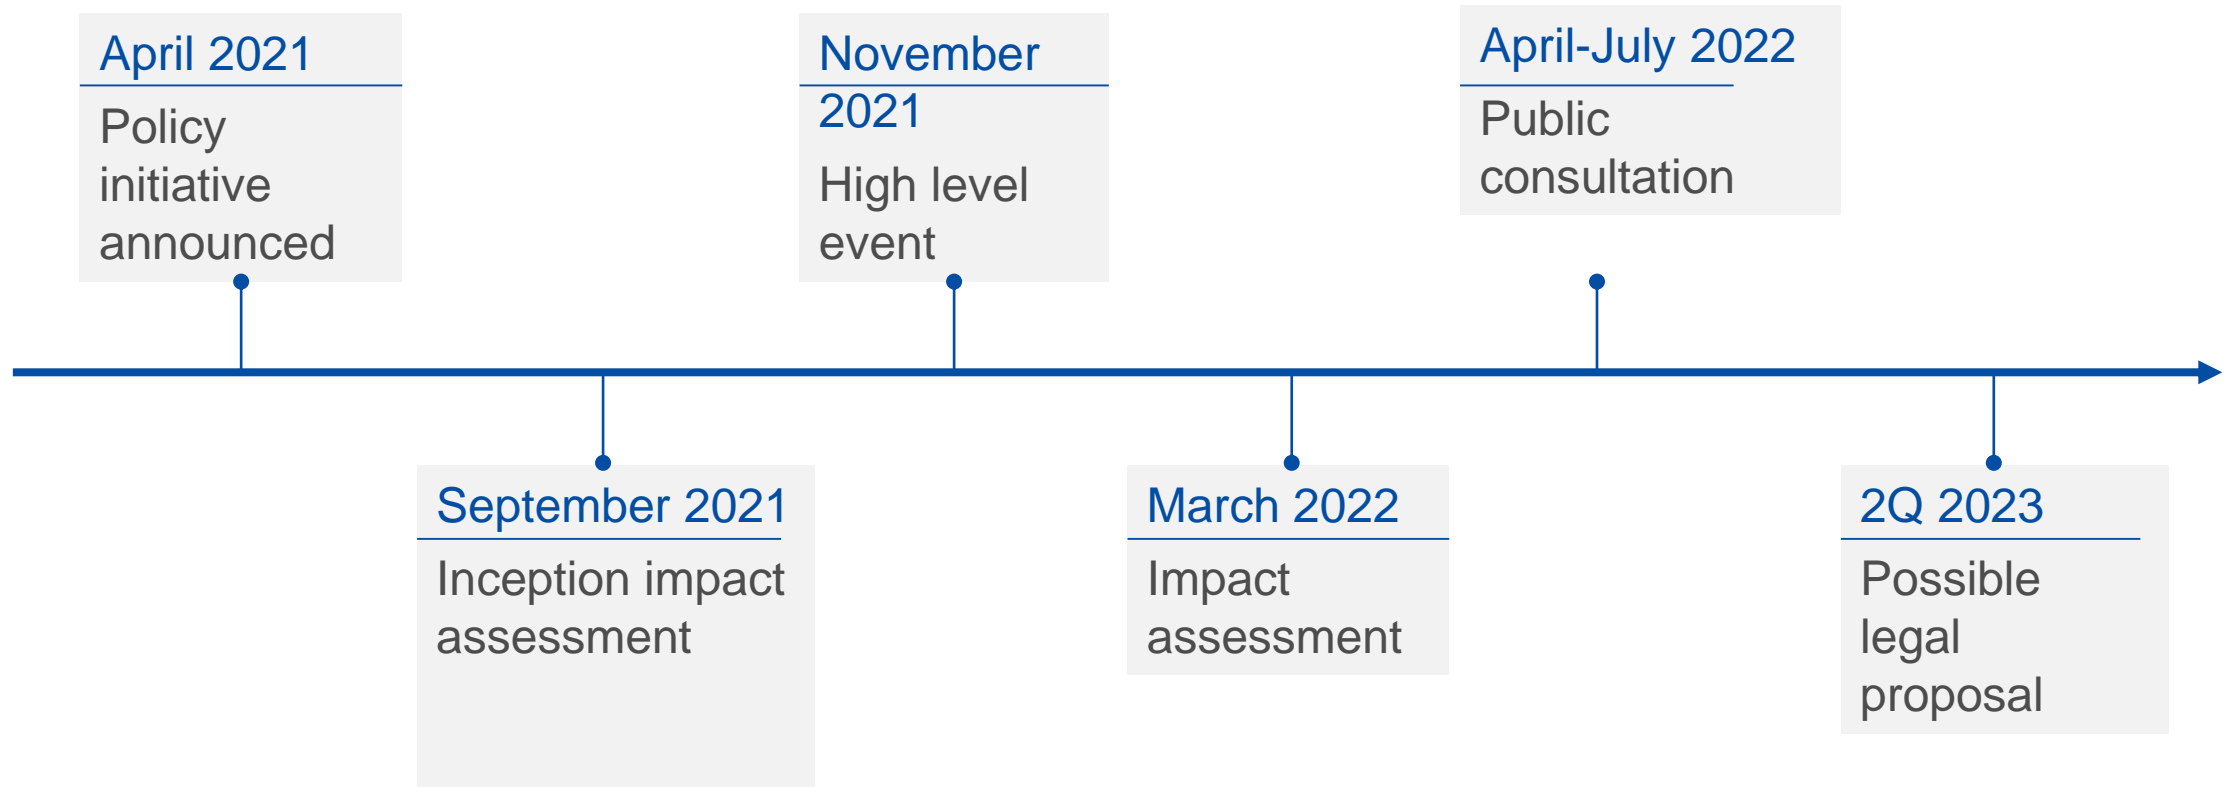 April 2021
Policy
initiative
announced
September 2021
Inception impact
assessment
November
2021
High level
event
March 2022
Impact
assessment
April-July 2022
Public
consultation
2Q 2023
Possible
legal
proposal